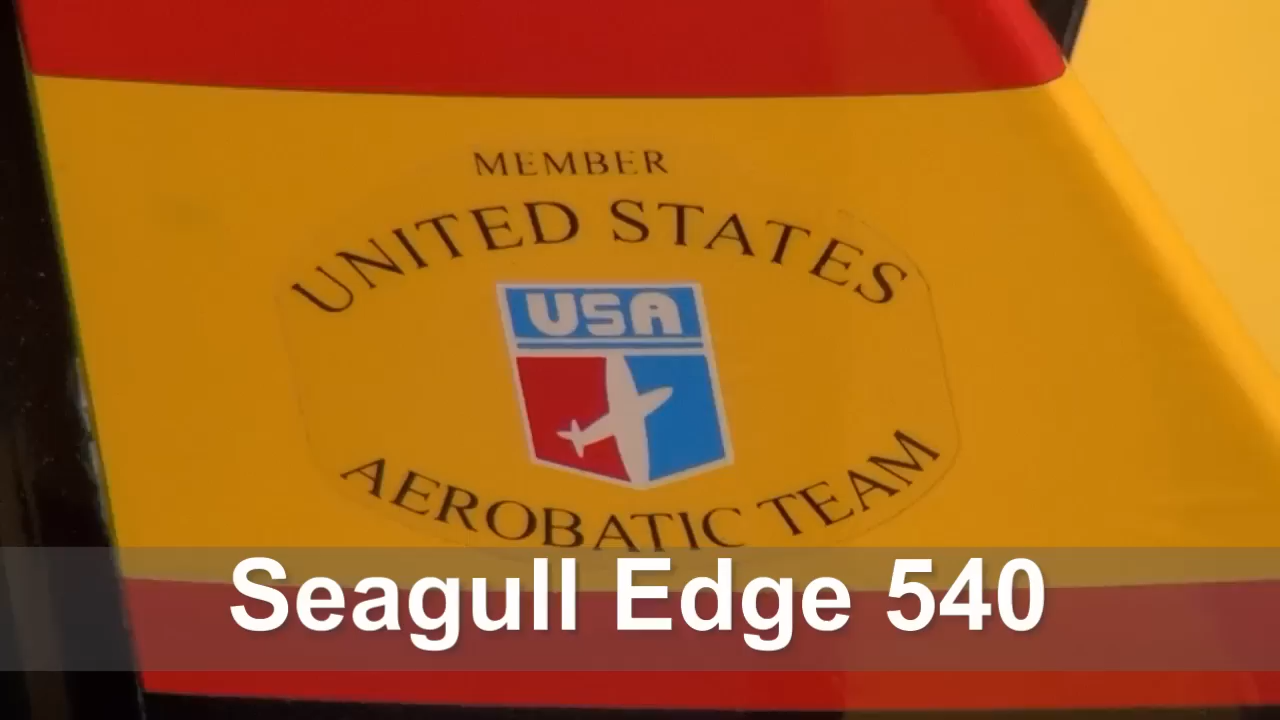 MEMBER
UNITED STATES
USA
AEROBATIC TEAM
Seagull Edge 540